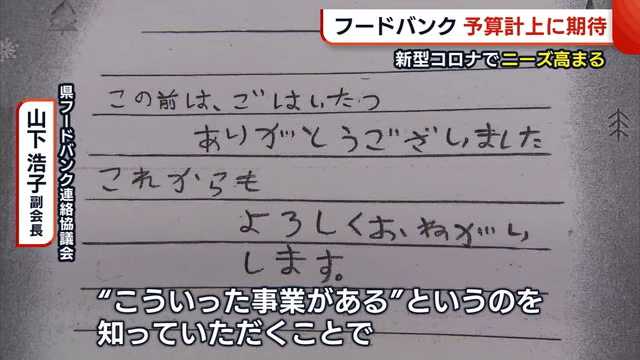 フードバンク 予算計上に期待
新型コロナでニーズ高まる
県フードバンク連絡協議会
山下 浩子 副会長
この前は、ごはいたつ
ありがとうございました
これからも
よろしくお、ねがい
します。
“こういった事業がある”というのを
知っていただくことで